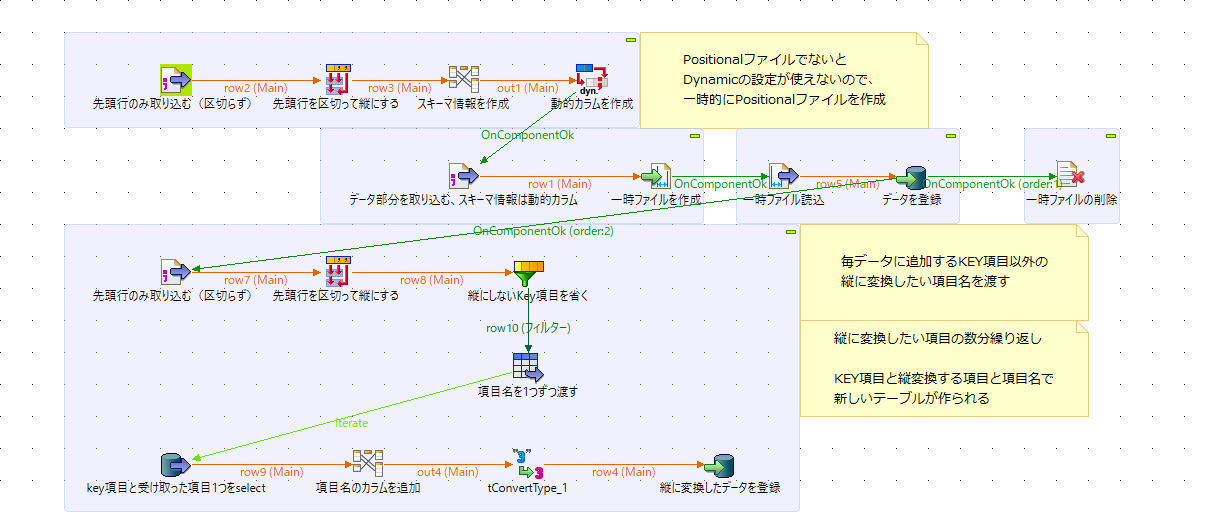 row2 (Main)
row3 (Main)
out1 (Main)
dyn.
先頭行のみ取り込む（区切らず）
先頭行を区切って縦にする
スキーマ情報を作成
動的カラムを作成
Positionalファイルでないと
Dynamicの設定が使えないので、
一時的にPositionalファイルを作成
OnComponentOk
row1 (Main)
OnComponentOk
row5 (Main)
OnComponentOk (order:1)
データ部分を取り込む、スキーマ情報は動的カラム
一時ファイルを作成
一時ファイル読込
データを登録
一時ファイルの削除
OnComponentOk (order:2)
row7 (Main)
row8 (Main)
先頭行のみ取り込む（区切らず）
先頭行を区切って縦にする
縦にしないKey項目を省く
毎データに追加するKEY項目以外の
縦に変換したい項目名を渡す
row10 (フィルター)
項目名を1つずつ渡す
縦に変換したい項目の数分繰り返し
KEY項目と縦変換する項目と項目名で
新しいテーブルが作られる
Iterate
row9 (Main)
out4 (Main)
"3"
3
row4 (Main)
key項目と受け取った項目1つをselect
項目名のカラムを追加
tConvertType_1
縦に変換したデータを登録